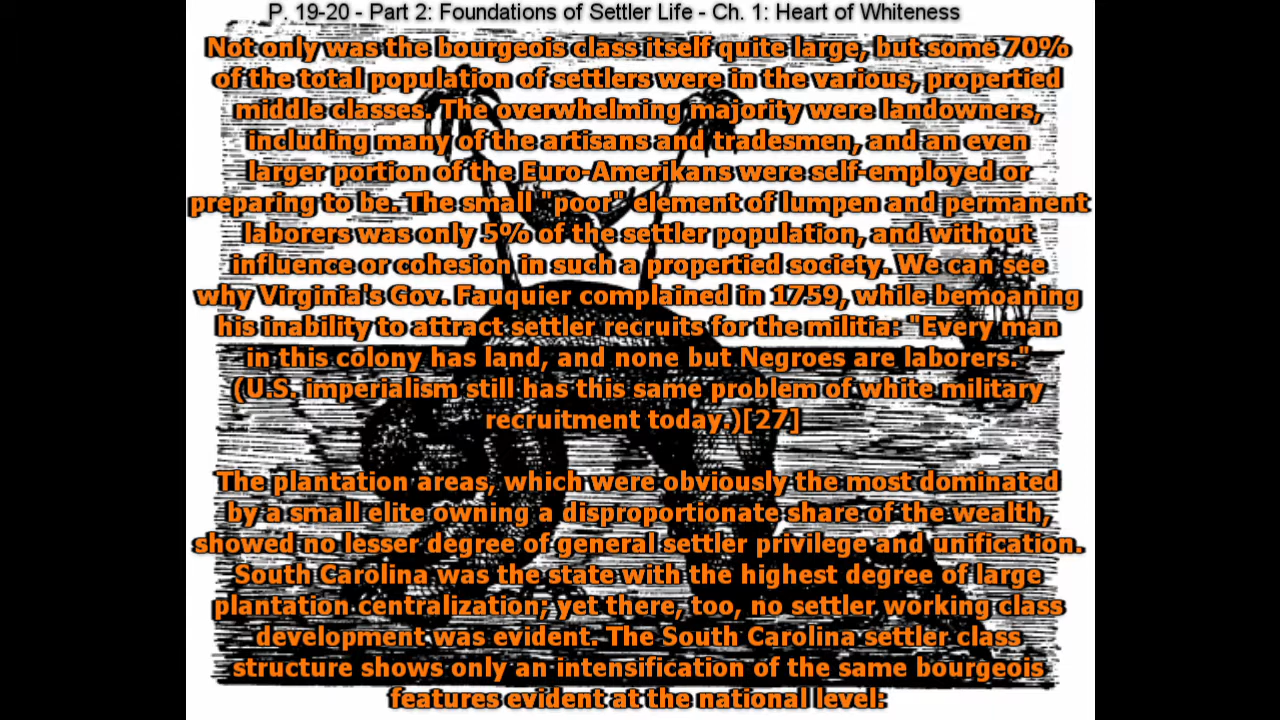 P. 19-20 - Part 2: Foundations of Settler Life - Ch. 1: Heart of Whiteness
Not only was the bourgeois class itself quite large, but some 70%
of the total population of settlers were in the various, propertied
middle classes. The overwhelming majority were landowners,
including many of the artisans and tradesmen, and an even
larger portion of the Euro-Amerikans were self-employed or
preparing to be. The small "poor" element of lumpen and permanent
laborers was only 5% of the settler population, and without
influence or cohesion in such a propertied society. We can see
why Virginia's Gov. Fauquier complained in 1759, while bemoaning
his inability to attract settler recruits for the militia: "Every man
in this colony has land, and none but Negroes are laborers."
(U.S. imperialism still has this same problem of white military
recruitment today.)[27]
The plantation areas, which were obviously the most dominated
by a small elite owning a disproportionate share of the wealth,
showed no lesser degree of general settler privilege and unification.
South Carolina was the state with the highest degree of large
plantation centralization; yet there, too, no settler working class
development was evident. The South Carolina settler class
structure shows only an intensification of the same bourgeois
features evident at the national level: